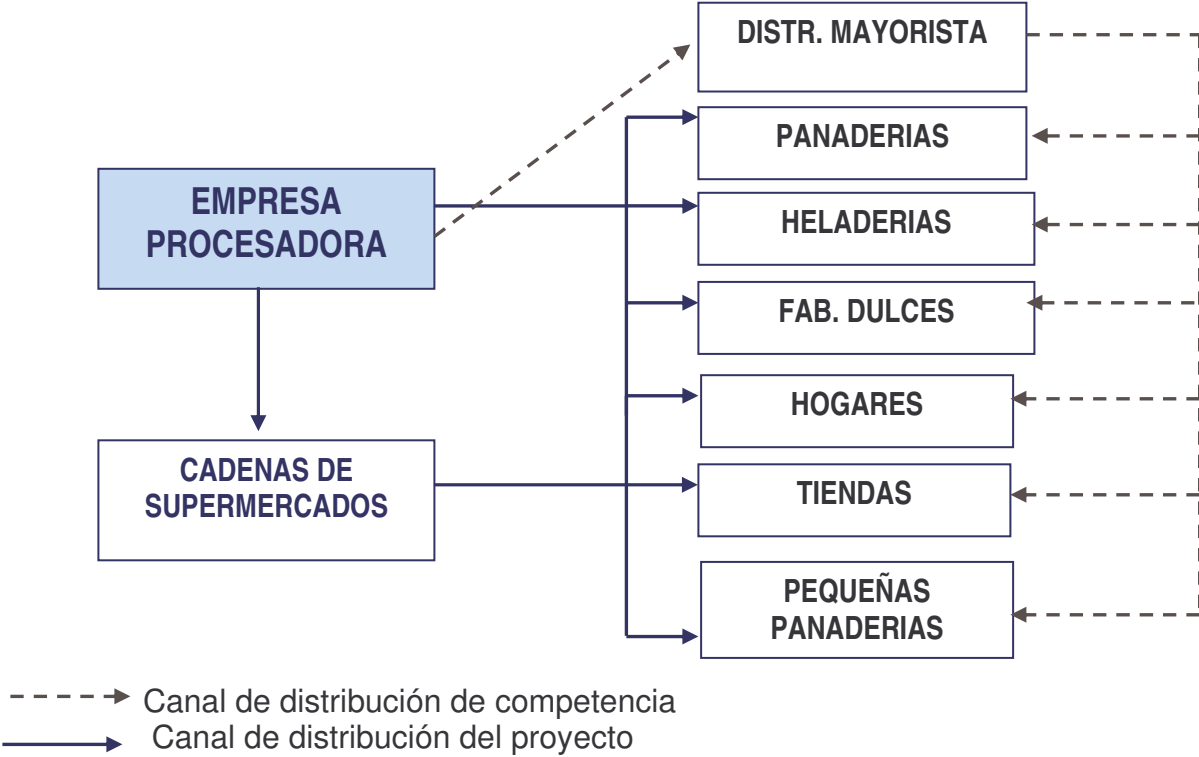 DISTR. MAYORISTA
PANADERIAS
EMPRESA
PROCESADORA
HELADERIAS
FAB. DULCES
HOGARES
CADENAS DE
SUPERMERCADOS
TIENDAS
PEQUEÑAS
PANADERIAS
Canal de distribución de competencia
Canal de distribución del proyecto